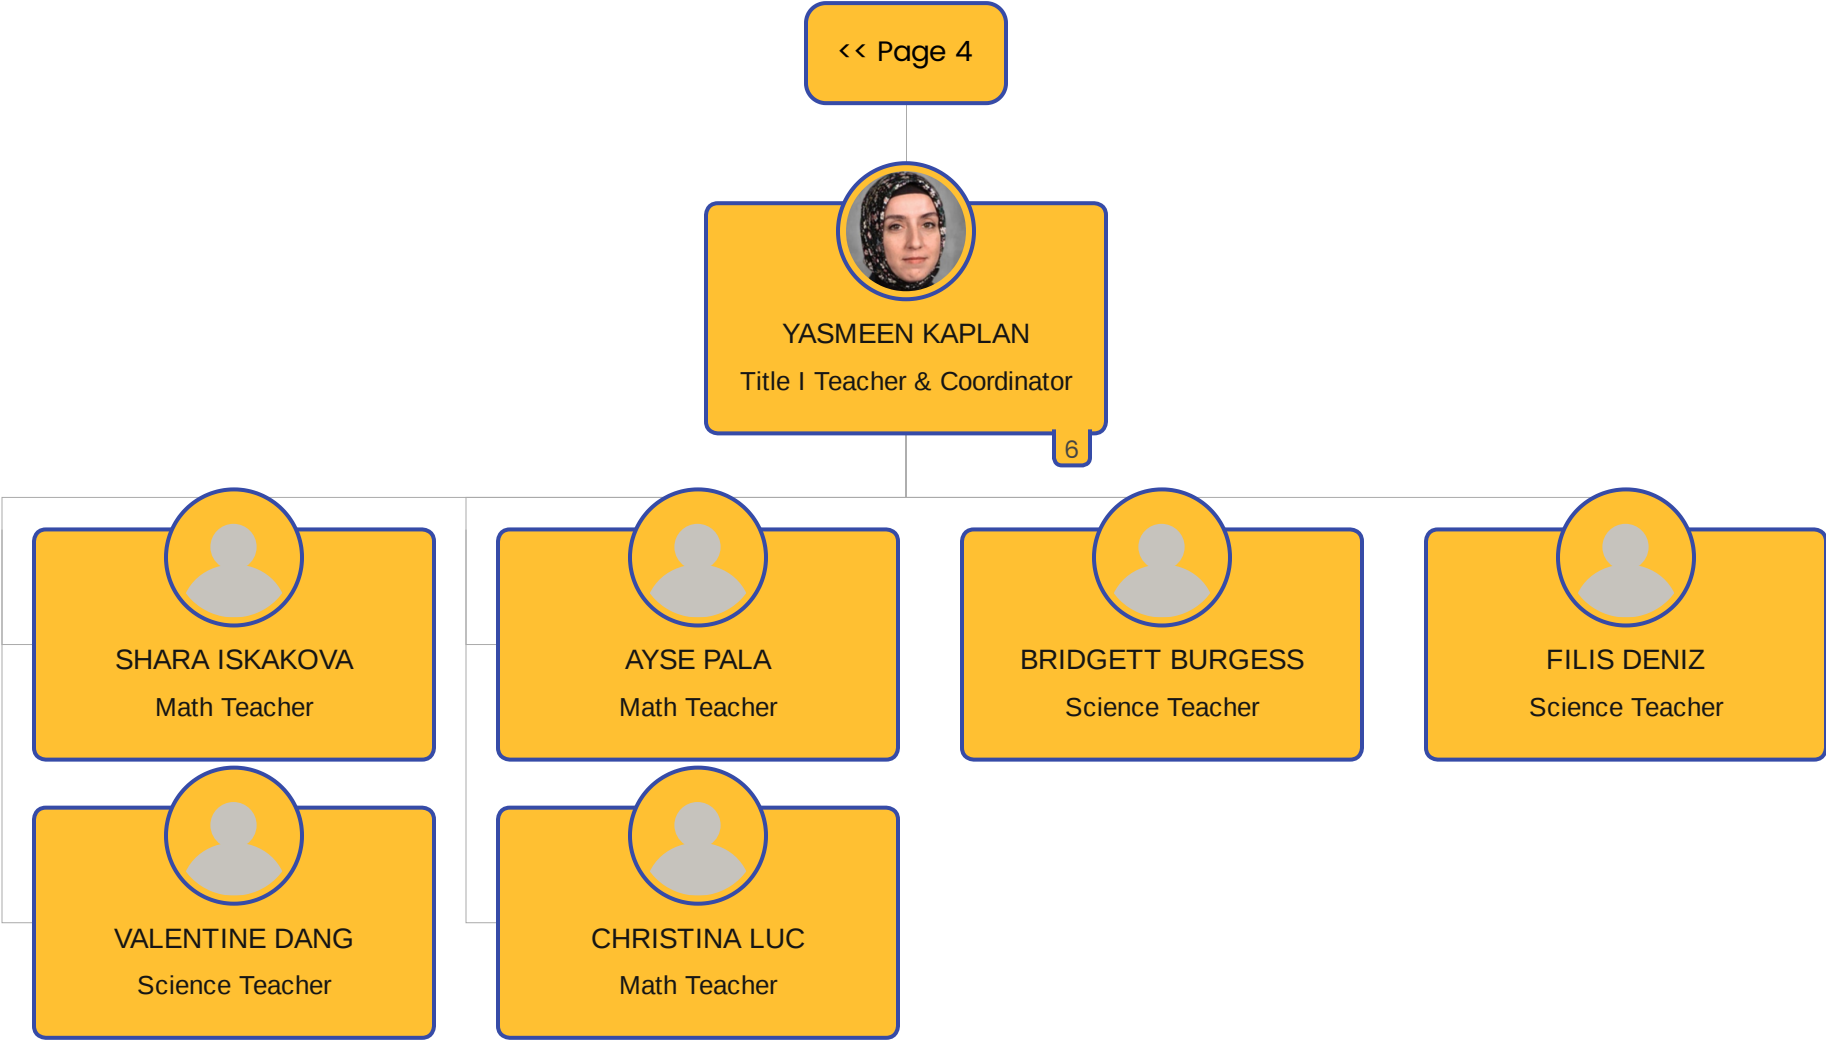 << Page 4
YASMEEN KAPLAN
Title I Teacher & Coordinator
6
SHARA ISKAKOVA
Math Teacher
AYSE PALA
Math Teacher
BRIDGETT BURGESS
Science Teacher
FILIS DENIZ
Science Teacher
VALENTINE DANG
Science Teacher
CHRISTINA LUC
Math Teacher